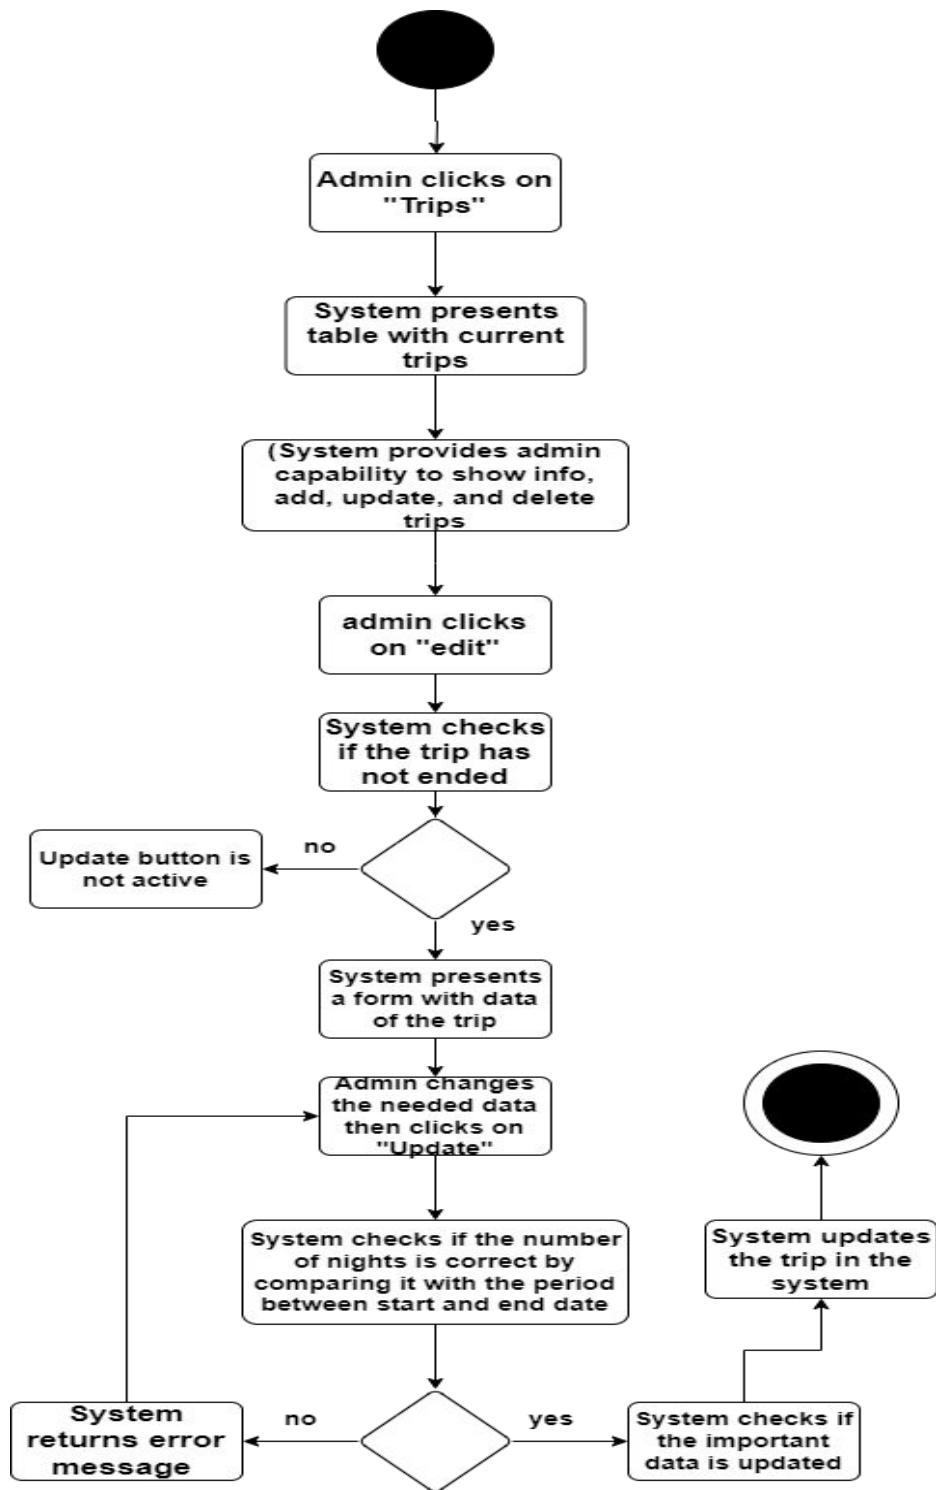 Admin clicks on
"Trips"
System presents
table with current
trips
(System provides admin
capability to show info,
add, update, and delete
trips
admin clicks
on "edit"
System checks
if the trip has
not ended
no
Update button is
not active
yes
System presents
a form with data
of the trip
Admin changes
the needed data
then clicks on
"Update"
System checks if the number
of nights is correct by
comparing it with the period
between start and end date
System updates
the trip in the
system
no
System
returns error
message
yes
System checks if
the important
data is updated